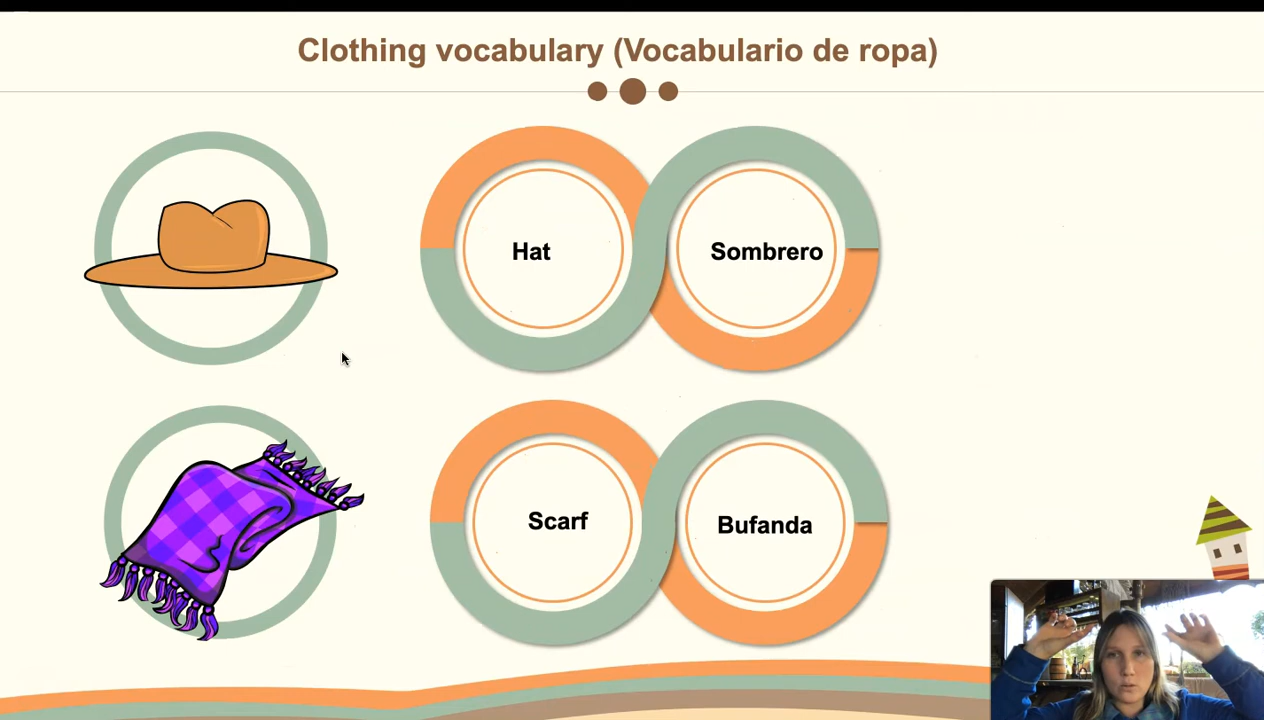 Clothing vocabulary (Vocabulario de ropa)
Hat
Sombrero
Scarf
Bufanda